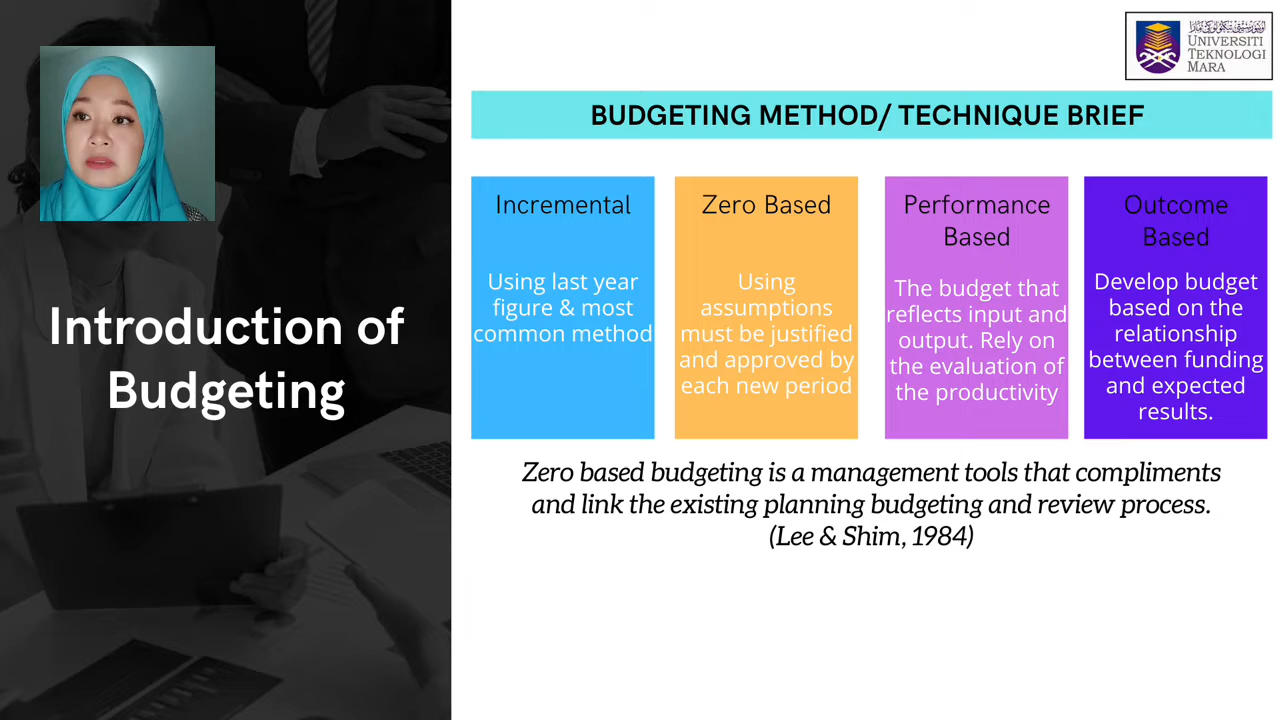 UNIVERSITI
TEKNOLOGI
MARA
BUDGETING METHOD/ TECHNIQUE BRIEF
Introduction of
Budgeting
Incremental
Using last year
figure & most
common method
Zero Based
Using
assumptions
must be justified
and approved by
each new period
Performance
Based
The budget that
reflects input and
output. Rely on
the evaluation of
the productivity
Outcome
Based
Develop budget
based on the
relationship
between funding
and expected
results.
Zero based budgeting is a management tools that compliments
and link the existing planning budgeting and review process.
(Lee & Shim, 1984)